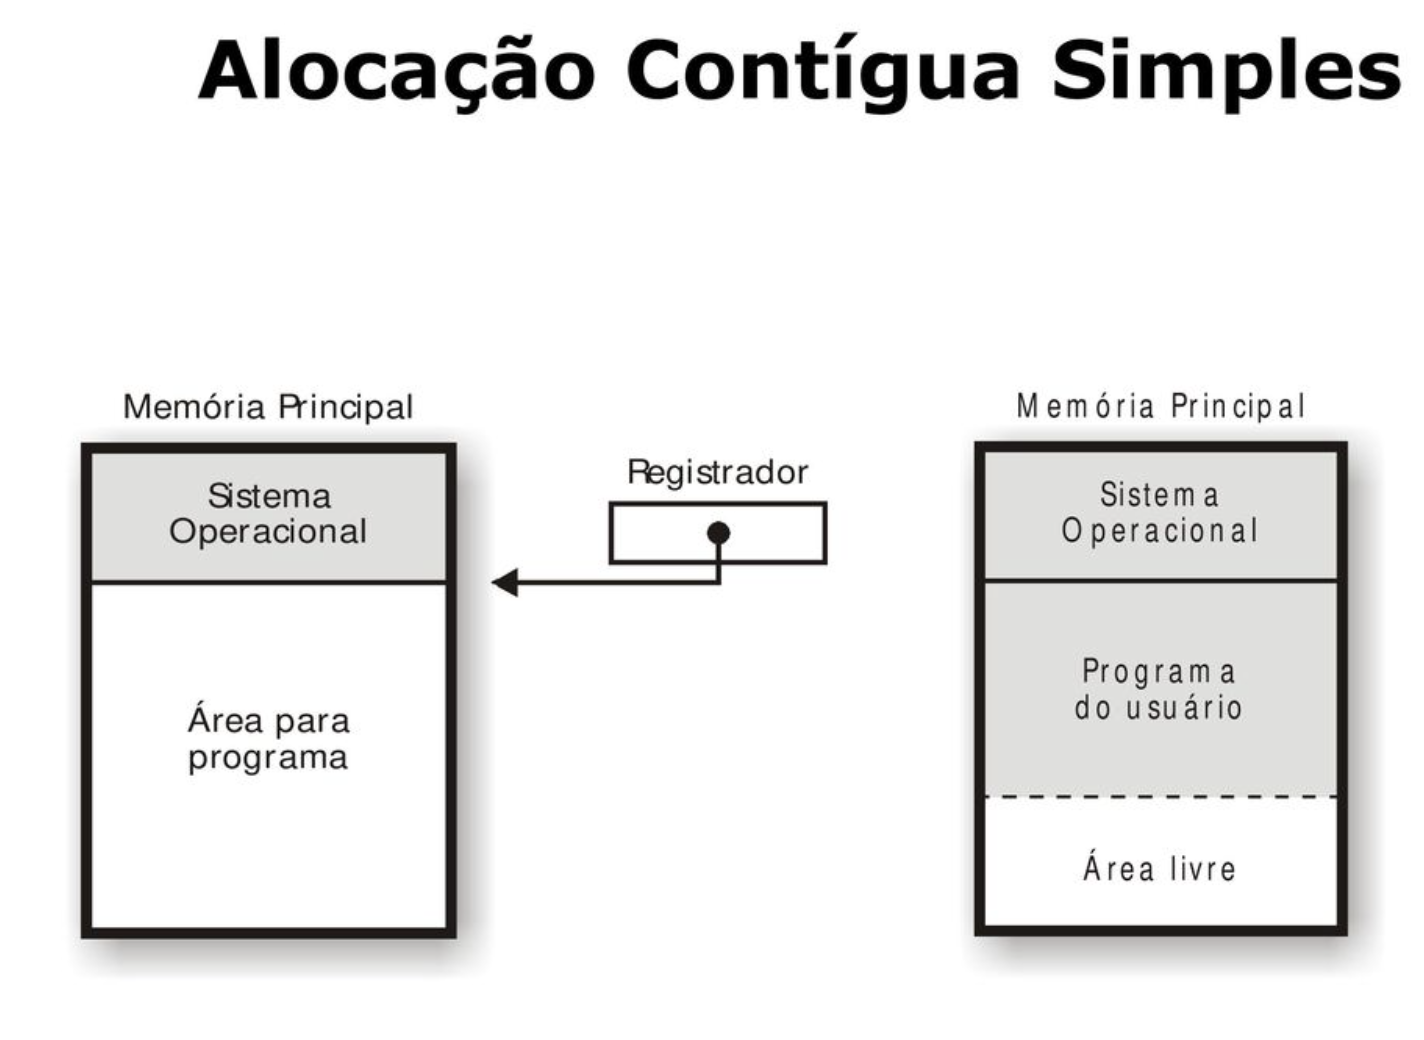 Alocação Contígua Simples
Memória Principal
Sistema
Operacional
Área para
programa
Registrador
Memória Principal
Sistema
Operacional
Programa
do usuário
Área livre